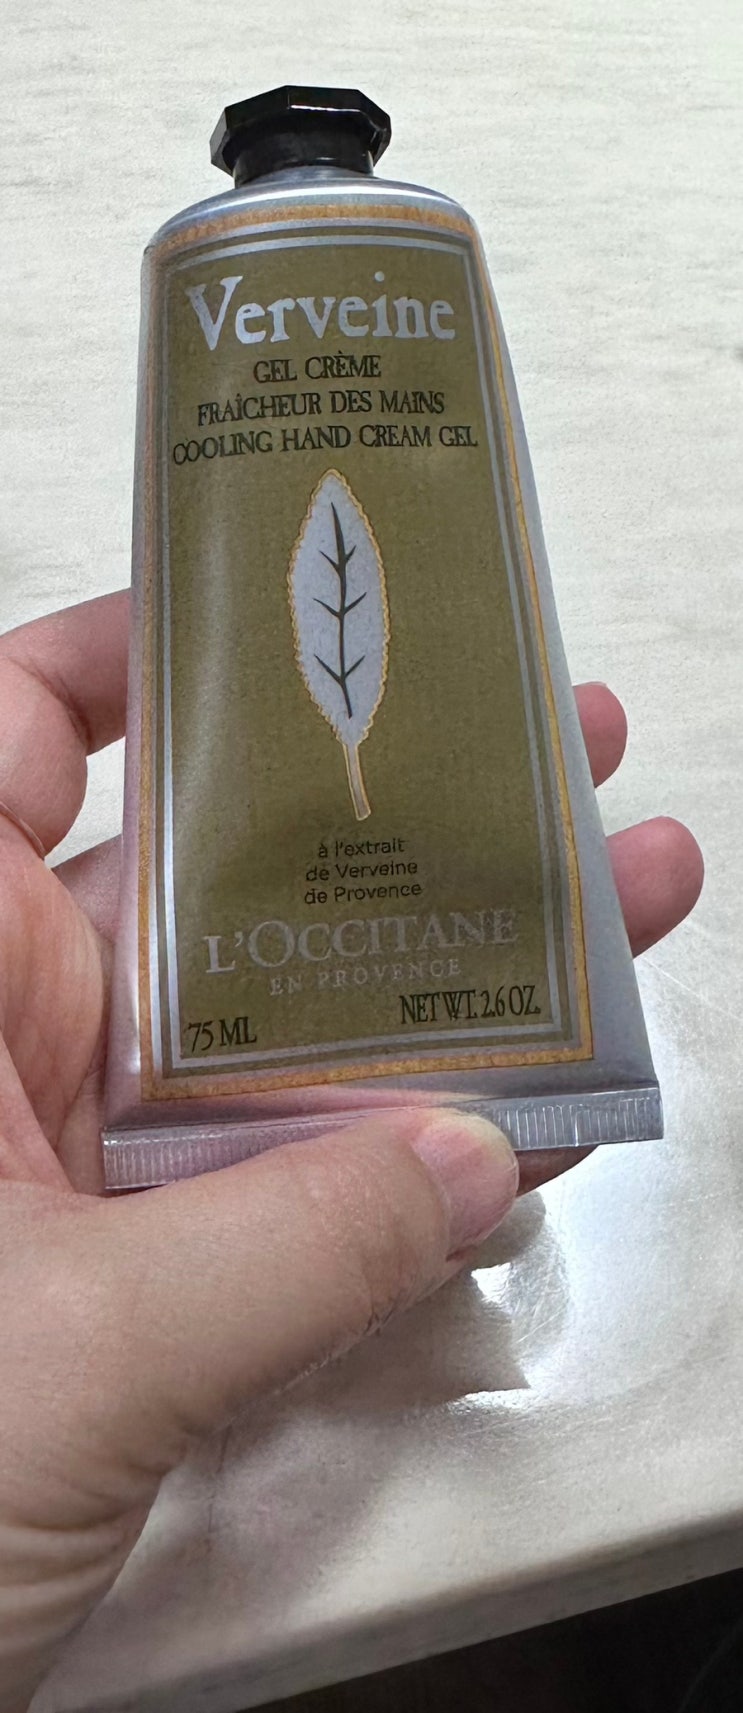 Verveine
GEL CRÈME
FRAÎCHEUR DES MAINS
COOLING HAND CREAM GEL
à l'extrait
de Verveine
de Provence
L'OCCITANE
EN PROVENCE
75 ML NET WT. 2.6 OZ.